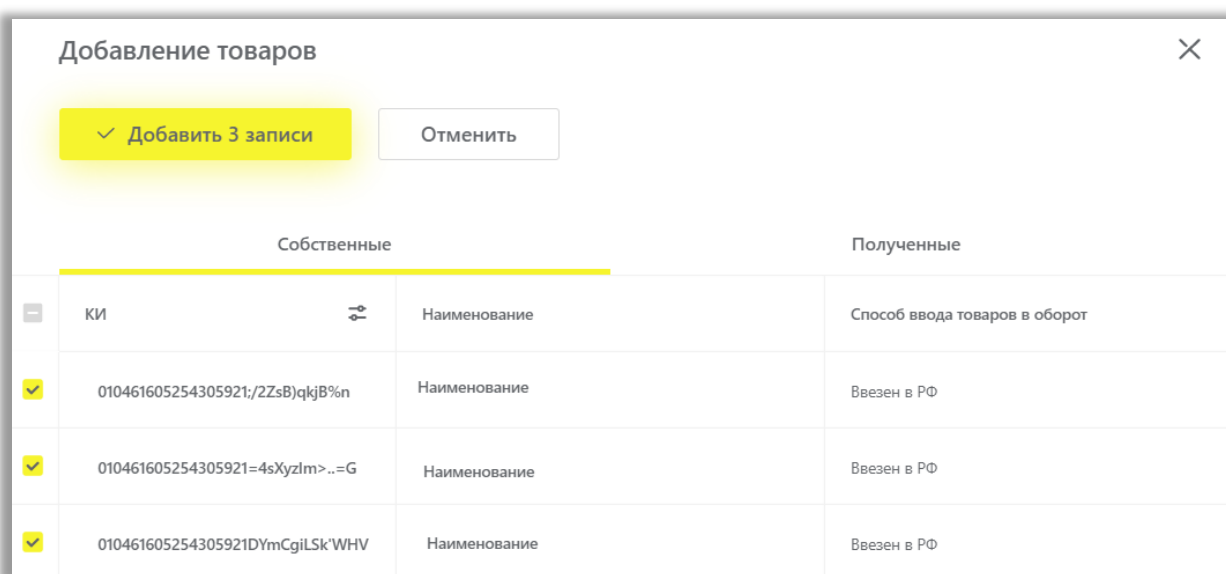 Добавление товаров
Добавить 3 записи
Отменить
Собственные
Полученные
КИ
Наименование
Способ ввода товаров в оборот
010461605254305921;/2ZsB)qkjB%n
Наименование
Ввезен в РФ
010461605254305921=4sXyzIm>..=G
Наименование
Ввезен в РФ
010461605254305921DYmCgiLSk'WHV
Наименование
Ввезен в РФ